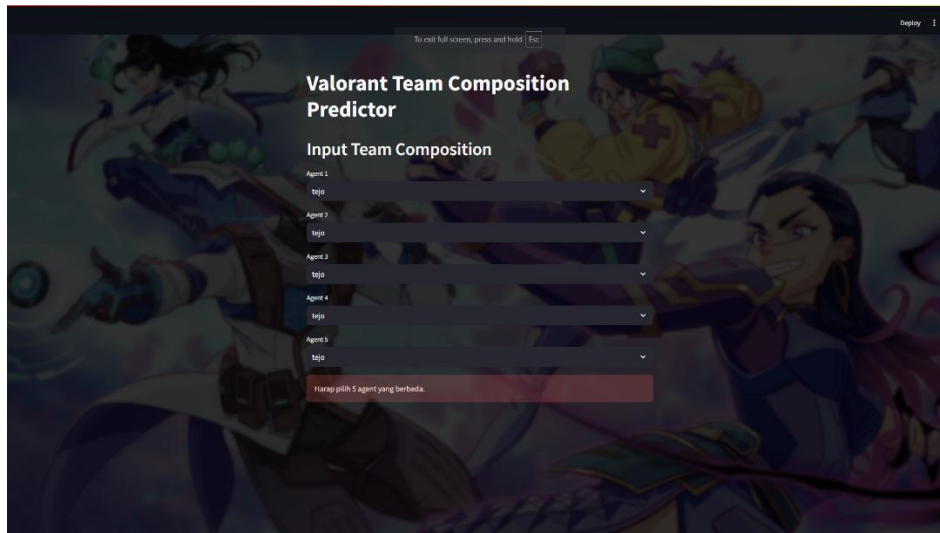 Deploy
To exit full screen, press and hold Esc
Valorant Team Composition
Predictor
Input Team Composition
Agent 1
tejo
Agent 2
tejo
Agent 3
tejo
Agent 4
tejo
Agent 5
tejo
Harap pilih 5 agent yang berbeda.